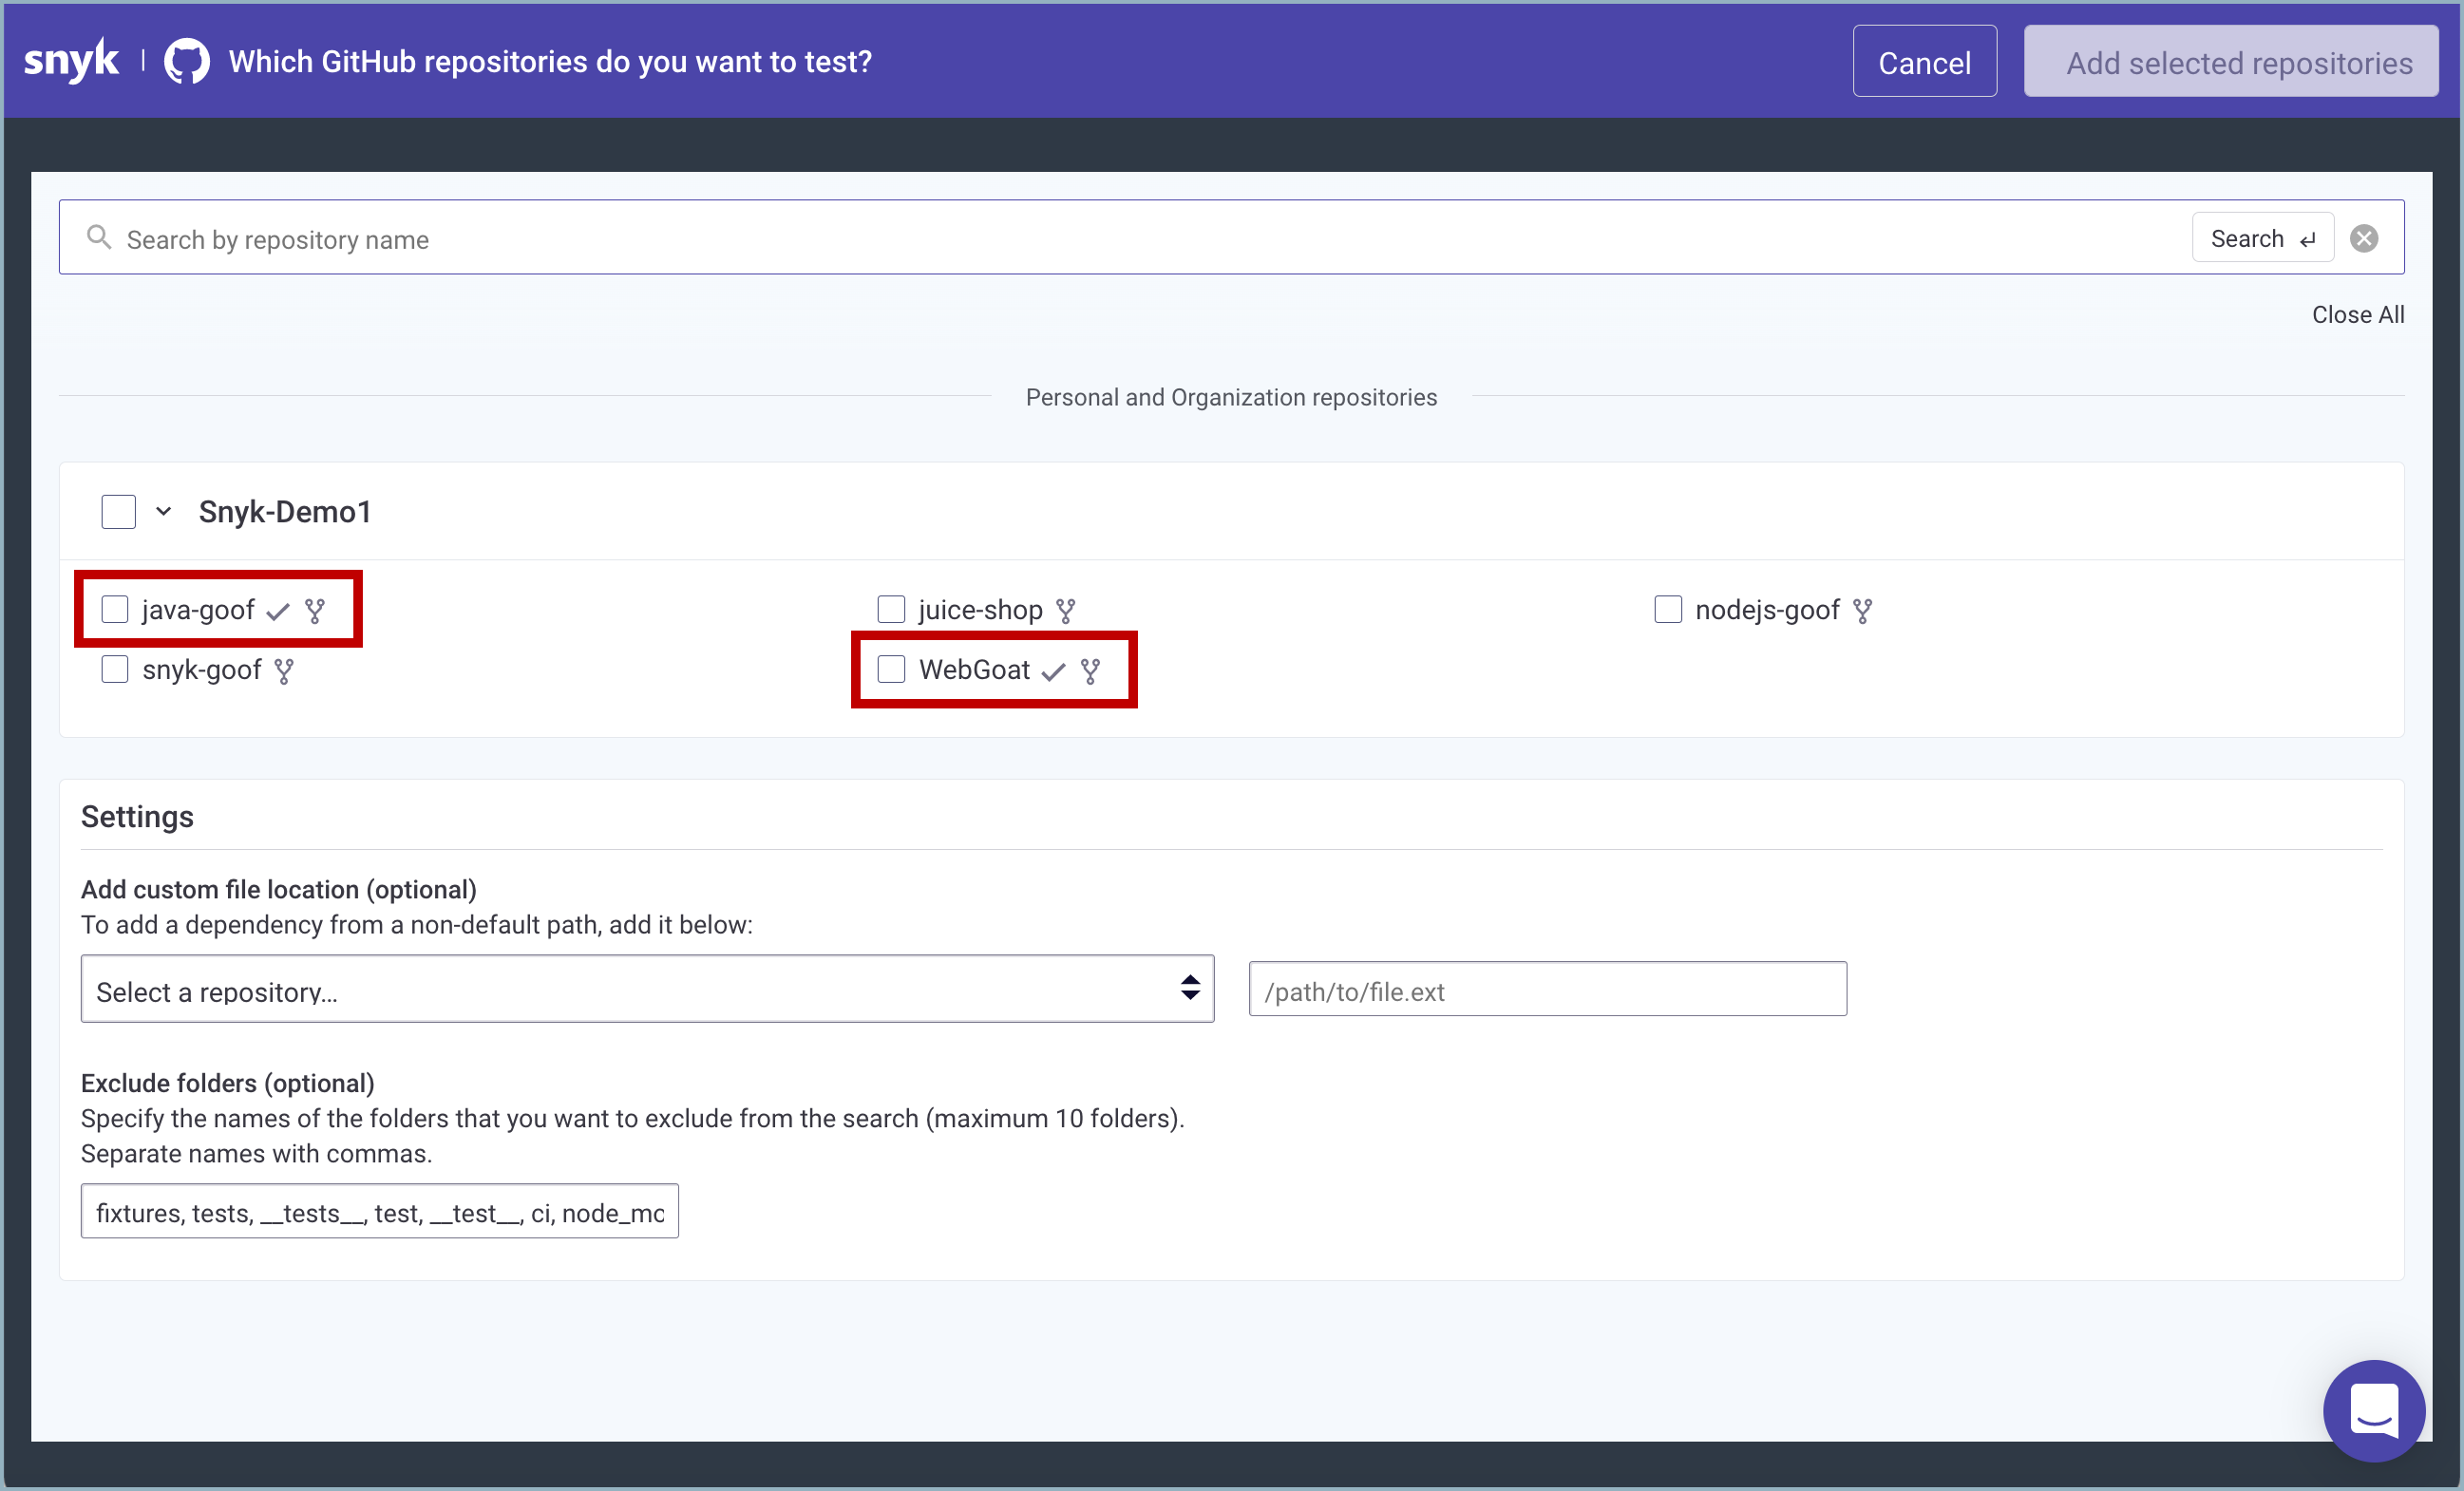 snyk | Which GitHub repositories do you want to test?
Cancel
Add selected repositories
Search by repository name
Search ↵
Close All
Personal and Organization repositories
Snyk-Demo1
java-goof
juice-shop
nodejs-goof
snyk-goof
WebGoat
Settings
Add custom file location (optional)
To add a dependency from a non-default path, add it below:
Select a repository...
/path/to/file.ext
Exclude folders (optional)
Specify the names of the folders that you want to exclude from the search (maximum 10 folders).
Separate names with commas.
fixtures, tests, __tests__, test, __test__, ci, node_mo